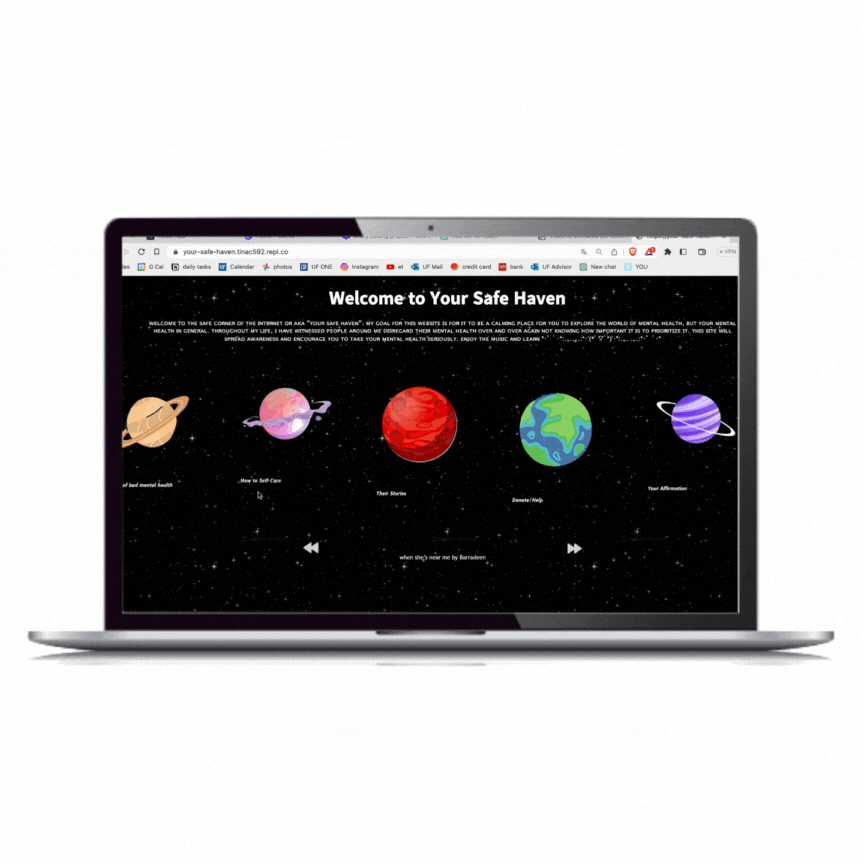 your-safe-haven.tinac592.repl.co
VPN
les G Cal daily tasks Calendar photos UF ONE Instagram et UF Mail credit card bank UF Advisor New chat YOU
Welcome to Your Safe Haven
WELCOME TO THE SAFE CORNER OF THE INTERNET OR AKA "YOUR SAFE HAVEN". MY GOAL FOR THIS WEBSITE IS FOR IT TO BE A CALMING PLACE FOR YOU TO EXPLORE THE WORLD OF MENTAL HEALTH, BUT YOUR MENTAL
HEALTH IN GENERAL. THROUGHOUT MY LIFE, I HAVE WITNESSED PEOPLE AROUND ME DISREGARD THEIR MENTAL HEALTH OVER AND OVER AGAIN NOT KNOWING HOW IMPORTANT IT IS TO PRIORITIZE IT. THIS SITE WILL
SPREAD AWARENESS AND ENCOURAGE YOU TO TAKE YOUR MENTAL HEALTH SERIOUSLY. ENJOY THE MUSIC AND LEARN
of bad mental health
How to Self-Care
Their Stories
Donate/Help
Your Affirmation
when she's near me by Barradeen